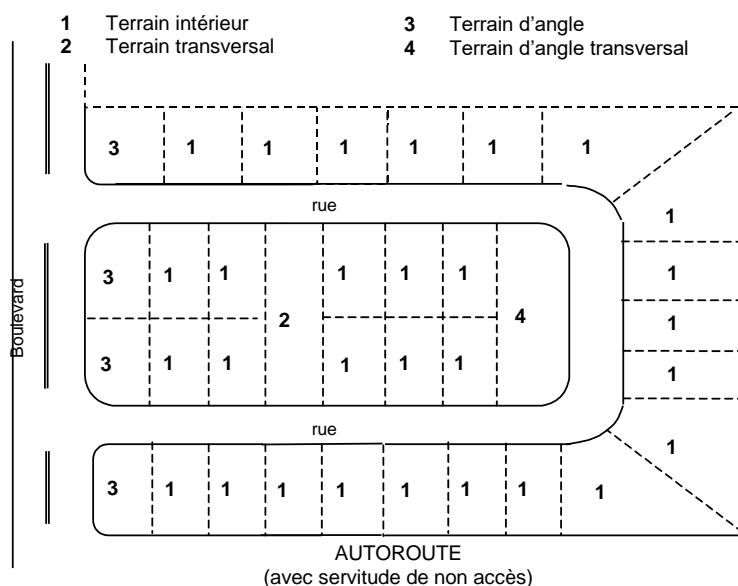 1 Terrain intérieur 3 Terrain d'angle
2 Terrain transversal 4 Terrain d'angle transversal
3 1 1 1 1 1 1
rue
1
3 1 1 1 1 1 1
2 4
1
3 1 1 1 1 1 1
1
Boulevard
rue
1
3 1 1 1 1 1 1 1 1
AUTOROUTE
(avec servitude de non accès)